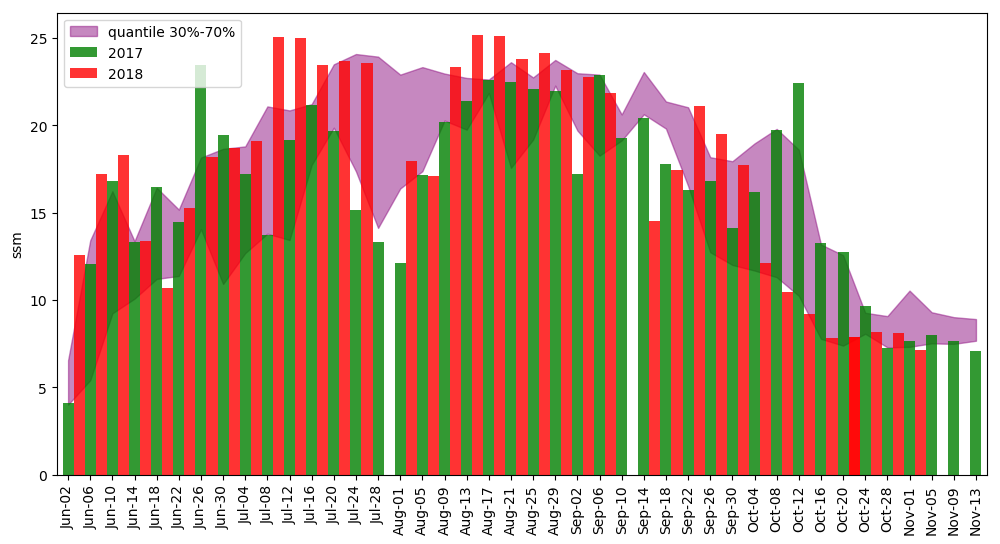 quantile 30%-70%
2017
2018
ssm
25
20
15
10
5
0
Jun-02
Jun-06
Jun-10
Jun-14
Jun-18
Jun-22
Jun-26
Jun-30
Jul-04
Jul-08
Jul-12
Jul-16
Jul-20
Jul-24
Jul-28
Aug-01
Aug-05
Aug-09
Aug-13
Aug-17
Aug-21
Aug-25
Aug-29
Sep-02
Sep-06
Sep-10
Sep-14
Sep-18
Sep-22
Sep-26
Sep-30
Oct-04
Oct-08
Oct-12
Oct-16
Oct-20
Oct-24
Oct-28
Nov-01
Nov-05
Nov-09
Nov-13